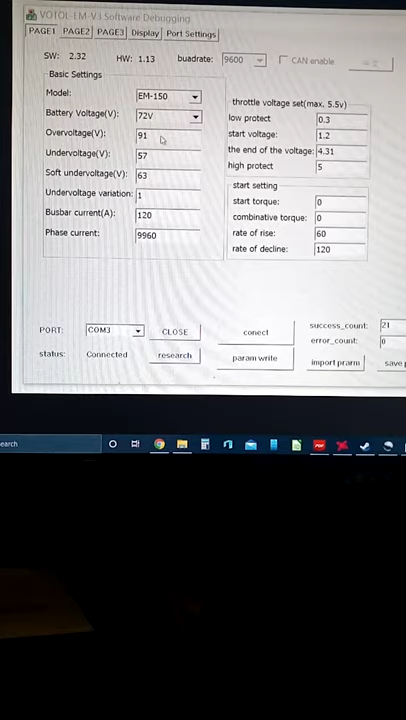 VOTOL-EM-V3 Software Debugging
PAGE1 PAGE2 PAGE3 Display Port Settings
SW: 2.32 HW: 1.13 buadrate: 9600 CAN enable
Basic Settings
Model: EM-150
Battery Voltage(V): 72V
Overvoltage(V): 91
Undervoltage(V): 57
Soft undervoltage(V): 63
Undervoltage variation: 1
Busbar current(A): 120
Phase current: 9960
throttle voltage set(max, 5.5v)
low protect 0.3
start voltage: 1.2
the end of the voltage: 4.31
high protect 5
start setting
start torque: 0
combinative torque: 0
rate of rise: 60
rate of decline: 120
PORT: COM3 CLOSE conect success_count: 21
error_count: 0
status: Connected research param write import prarm save
earch